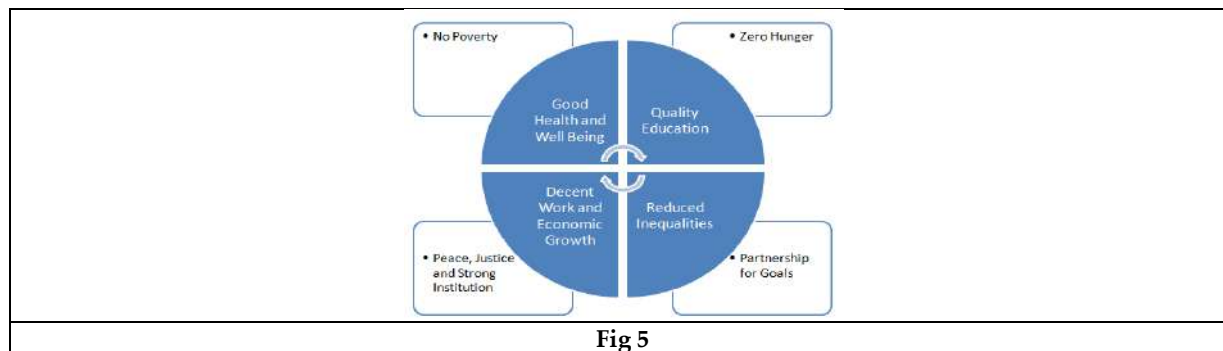 • No Poverty
• Zero Hunger
Good
Health and
Well Being
Quality
Education
Decent
Work and
Economic
Growth
Reduced
Inequalities
• Peace, Justice
and Strong
Institution
• Partnership
for Goals
Fig 5